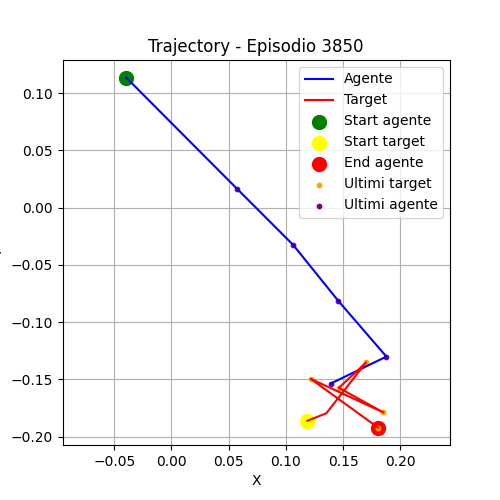 Trajectory - Episodio 3850
Agente
Target
Start agente
Start target
End agente
Ultimi target
Ultimi agente
0.10
0.05
0.00
−0.05
−0.10
−0.15
−0.20
−0.05
0.00
0.05
0.10
0.15
0.20
X